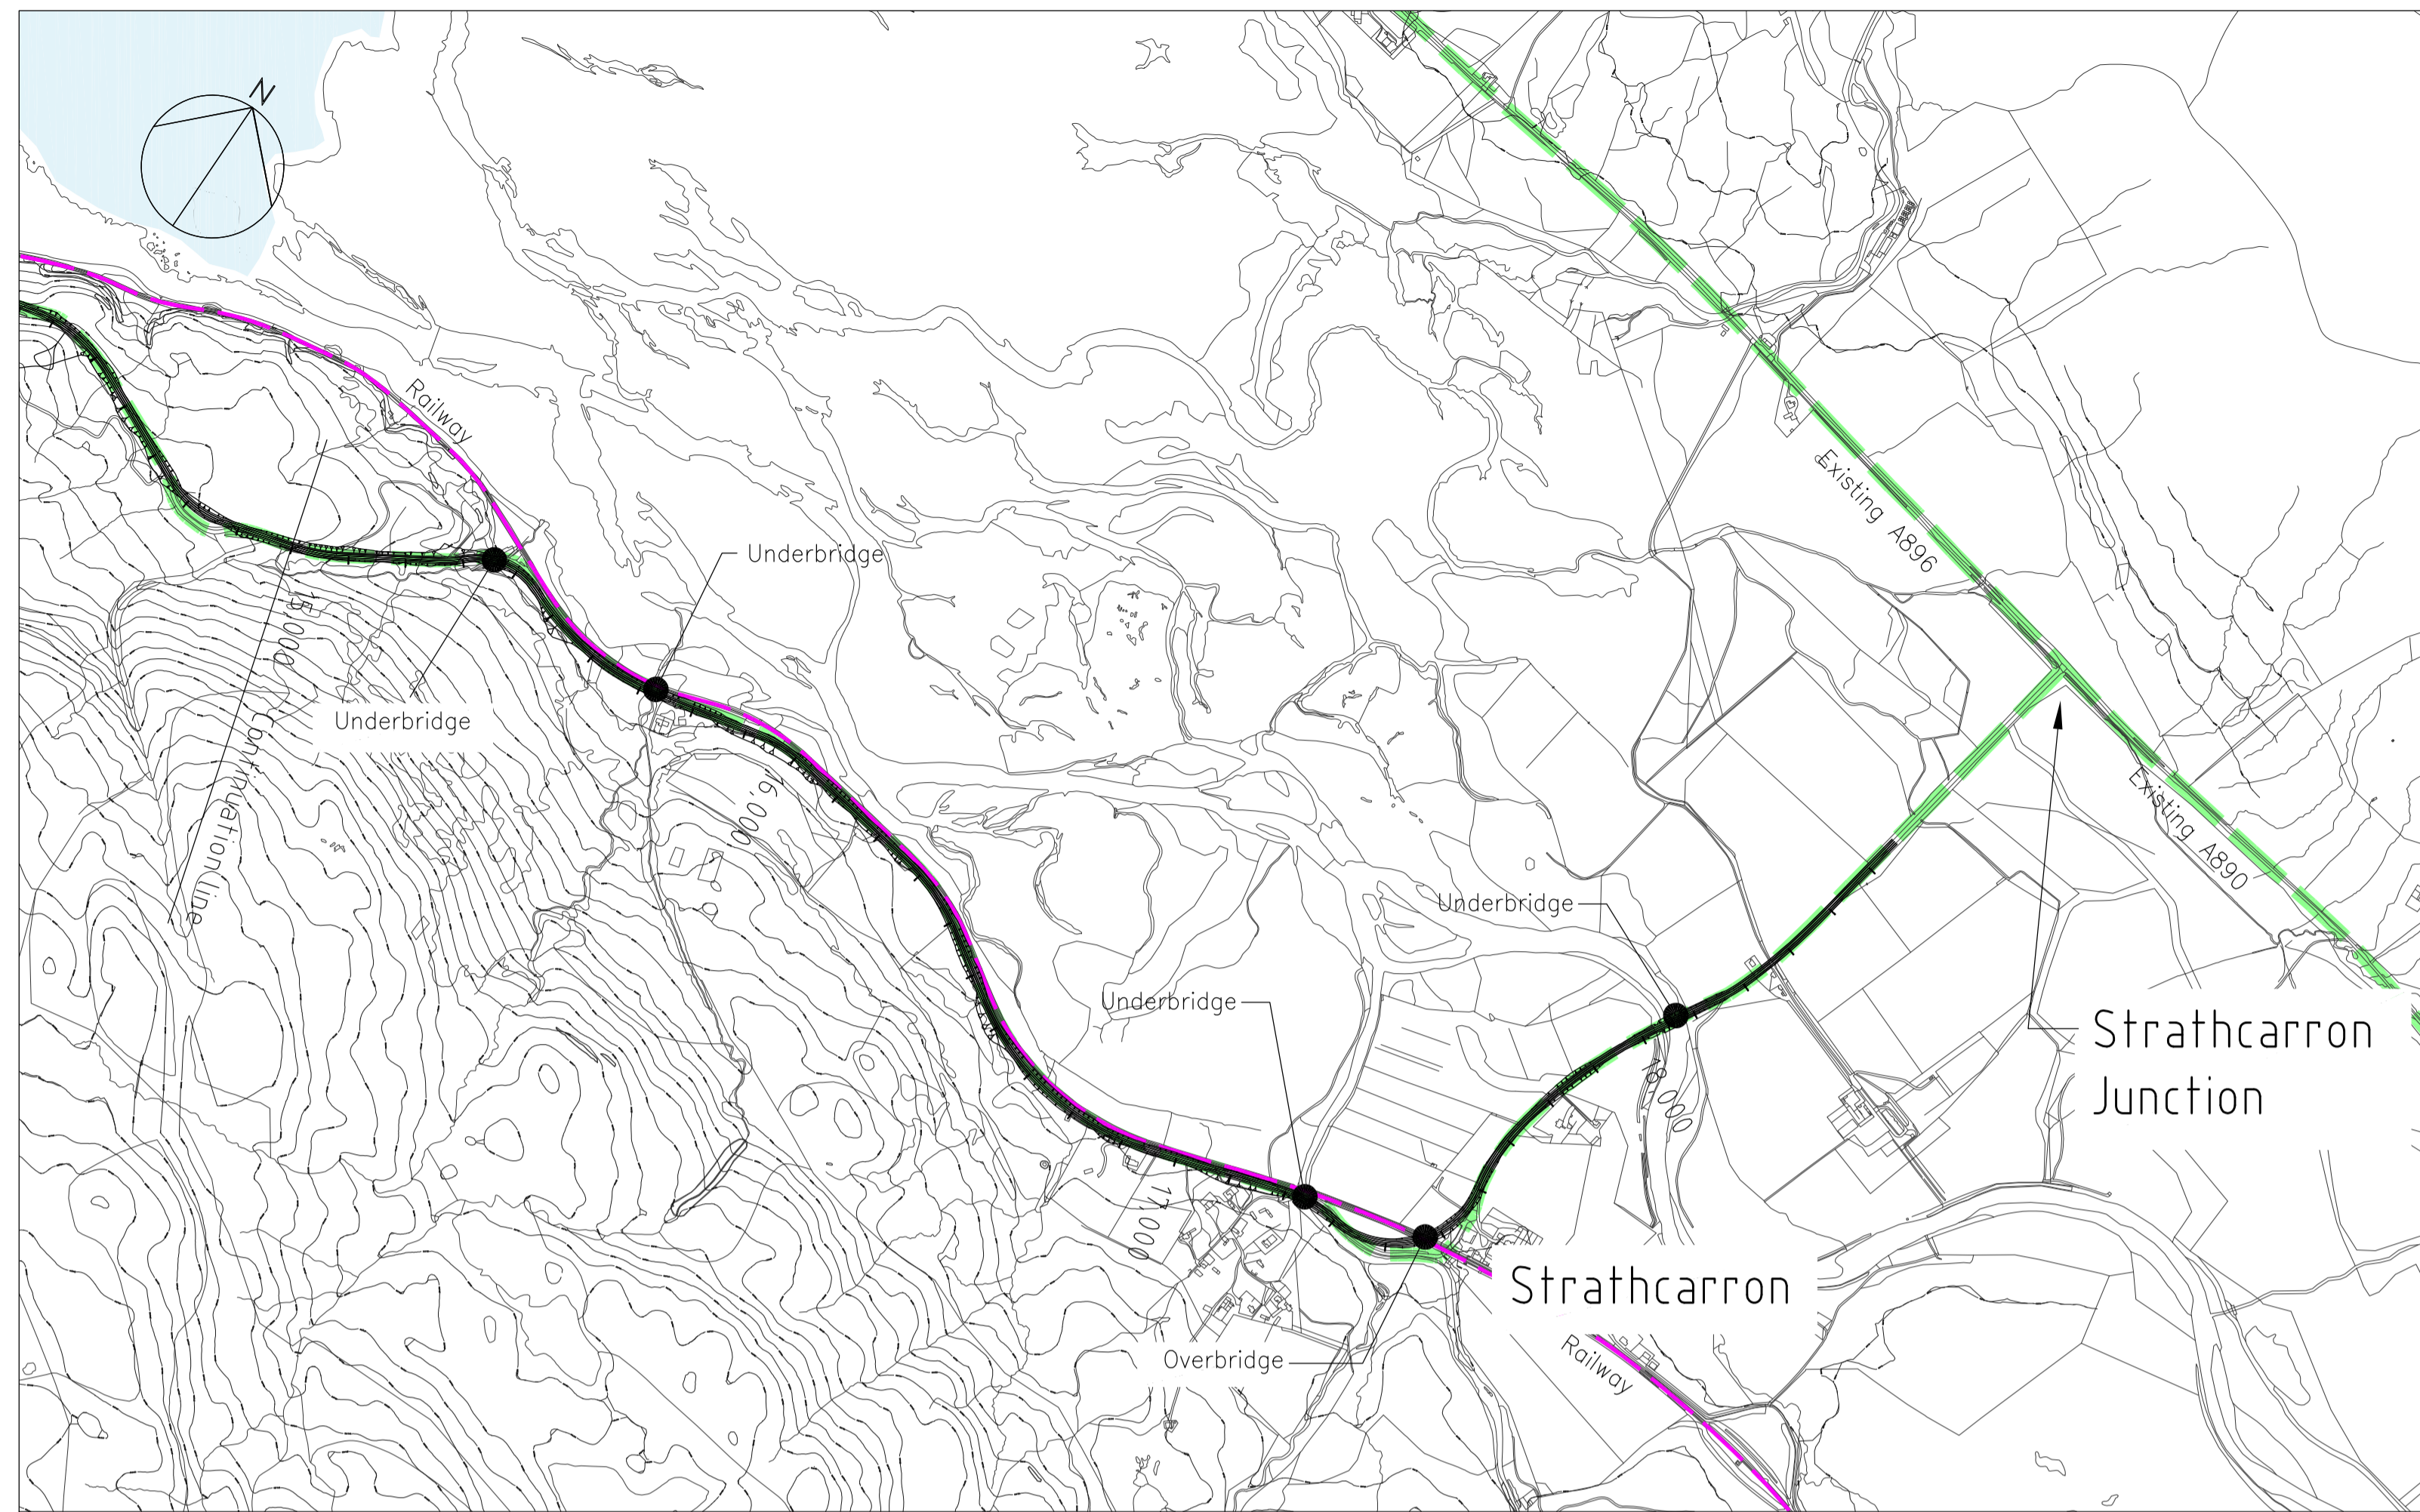 N
Railway
Existing A896
Underbridge
15,000
Continuation line
Underbridge
16,000
Existing A890
Underbridge
Underbridge
Strathcarron
Junction
18,000
17,000
Strathcarron
Overbridge
Railway